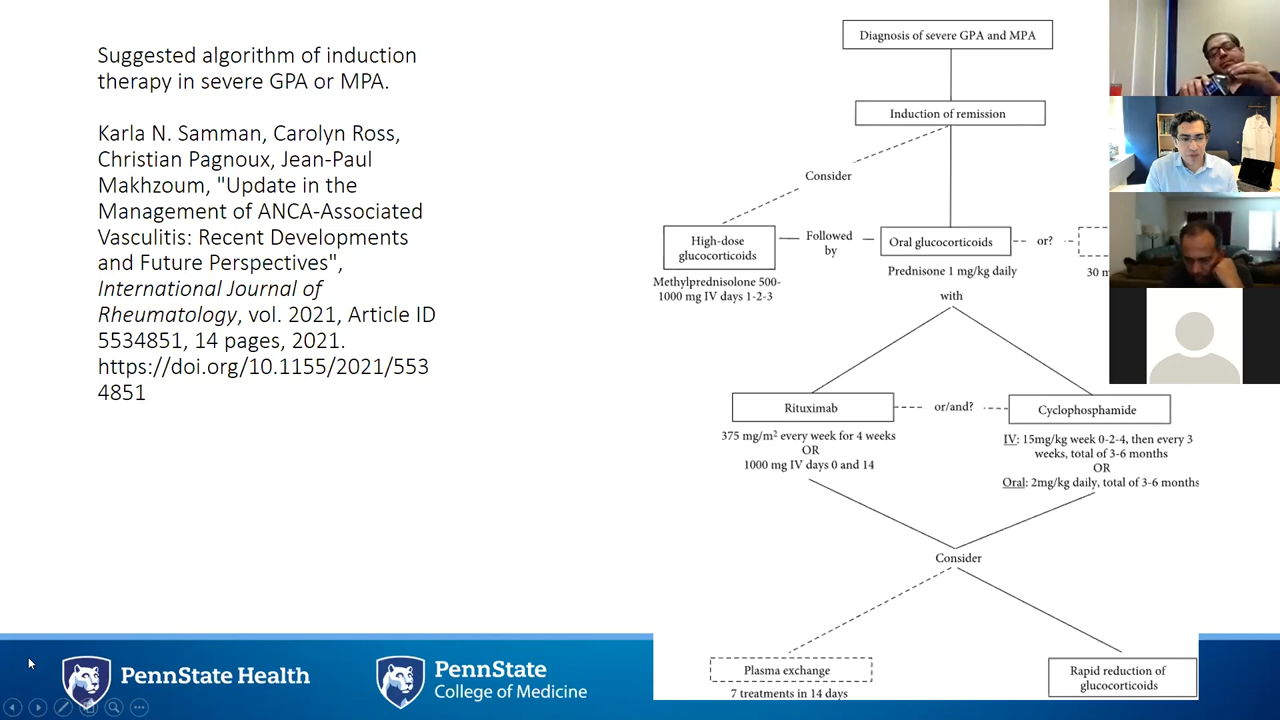 Suggested algorithm of induction
therapy in severe GPA or MPA.
Karla N. Samman, Carolyn Ross,
Christian Pagnoux, Jean-Paul
Makhzoum, "Update in the
Management of ANCA-Associated
Vasculitis: Recent Developments
and Future Perspectives",
International Journal of
Rheumatology, vol. 2021, Article ID
5534851, 14 pages, 2021.
https://doi.org/10.1155/2021/553
4851
Diagnosis of severe GPA and MPA
Induction of remission
Consider
High-dose
glucocorticoids
Followed
by
Oral glucocorticoids
or?
Methylprednisolone 500-
1000 mg IV days 1-2-3
Prednisone 1 mg/kg daily
30 m
with
Rituximab
or/and?
Cyclophosphamide
375 mg/m² every week for 4 weeks
OR
1000 mg IV days 0 and 14
IV: 15mg/kg week 0-2-4, then every 3
weeks, total of 3-6 months
OR
Oral: 2mg/kg daily, total of 3-6 months
Consider
Plasma exchange
7 treatments in 14 days
Rapid reduction of
glucocorticoids
PennState Health
PennState
College of Medicine